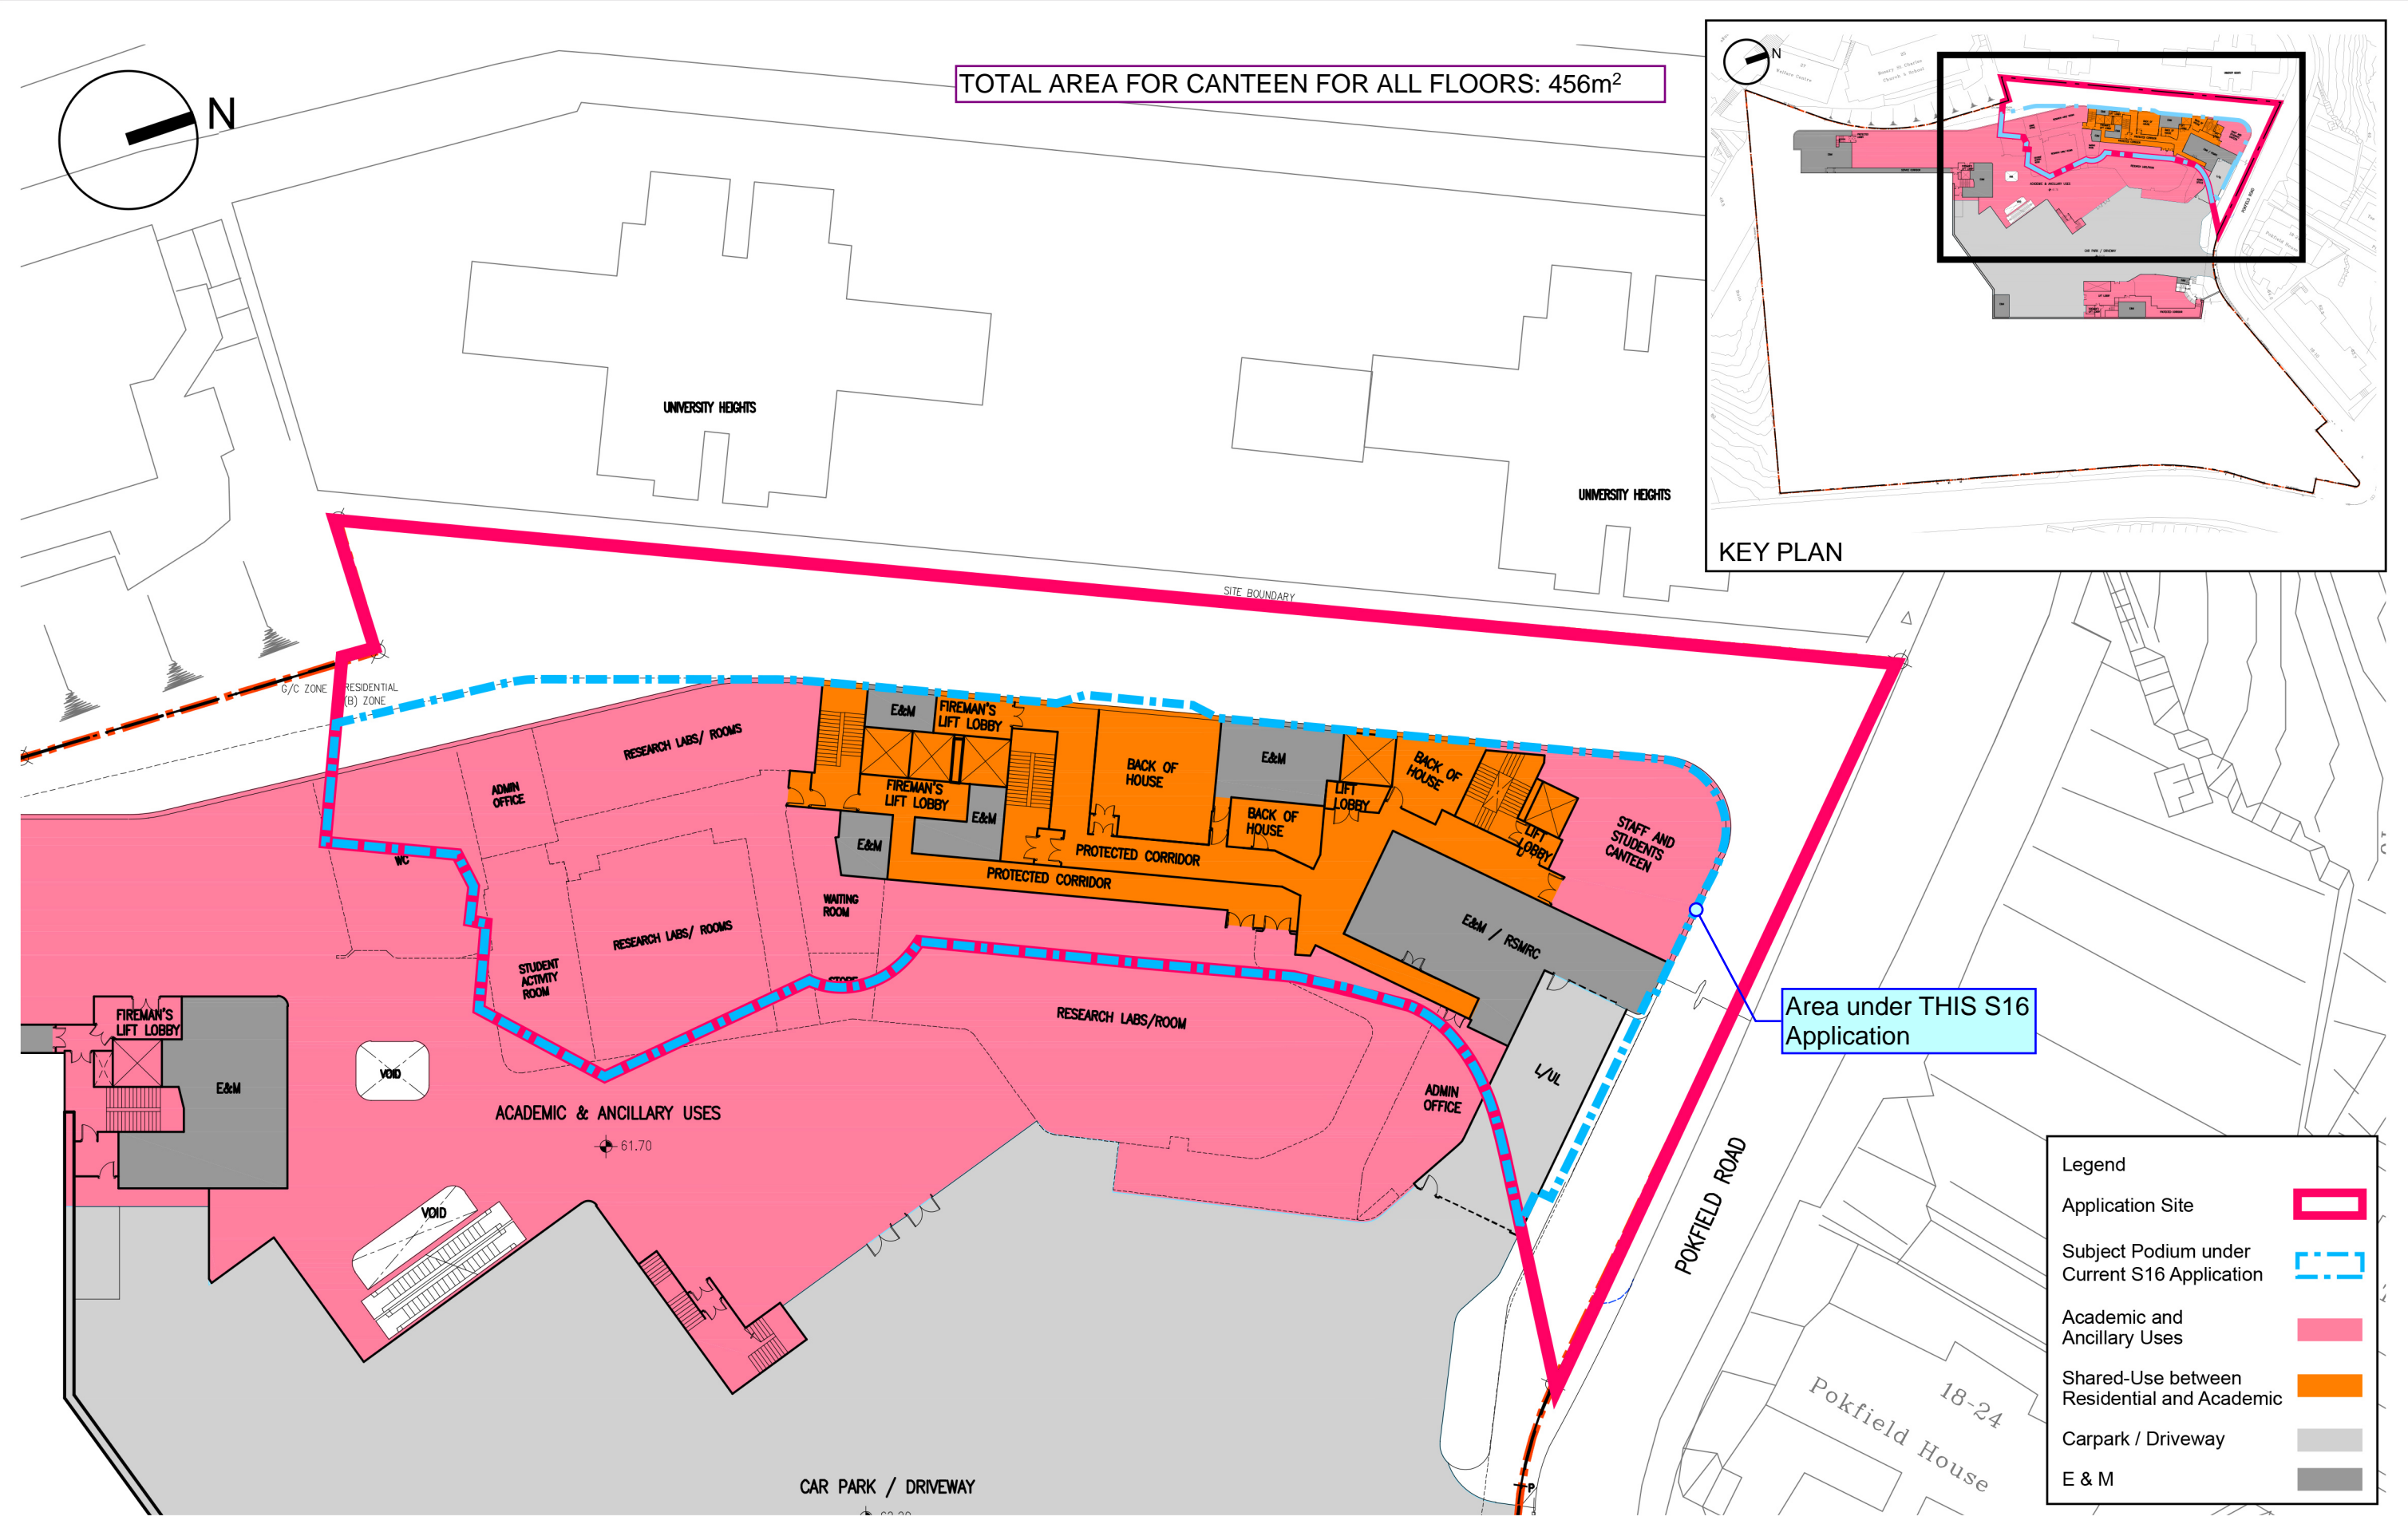 N
TOTAL AREA FOR CANTEEN FOR ALL FLOORS: 456m²
N
KEY PLAN
UNIVERSITY HEIGHTS
UNIVERSITY HEIGHTS
SITE BOUNDARY
G/C ZONE
RESIDENTIAL
(B) ZONE
RESEARCH LABS/ ROOMS
ADMIN
OFFICE
E&M
FIREMAN'S
LIFT LOBBY
FIREMAN'S
LIFT LOBBY
E&M
E&M
BACK OF
HOUSE
E&M
BACK OF
HOUSE
LIFT
LOBBY
BACK OF
HOUSE
LIFT
LOBBY
STAFF AND
STUDENTS
CANTEEN
PROTECTED CORRIDOR
PROTECTED CORRIDOR
WC
WAITING
ROOM
RESEARCH LABS/ ROOMS
STUDENT
ACTIVITY
ROOM
STORE
E&M / RSMRC
RESEARCH LABS/ROOM
Area under THIS S16
Application
FIREMAN'S
LIFT LOBBY
E&M
VOID
ACADEMIC & ANCILLARY USES
61.70
ADMIN
OFFICE
L/UL
VOID
POKFIELD ROAD
CAR PARK / DRIVEWAY
P
18-24
Pokfield House
Legend
Application Site
Subject Podium under
Current S16 Application
Academic and
Ancillary Uses
Shared-Use between
Residential and Academic
Carpark / Driveway
E & M